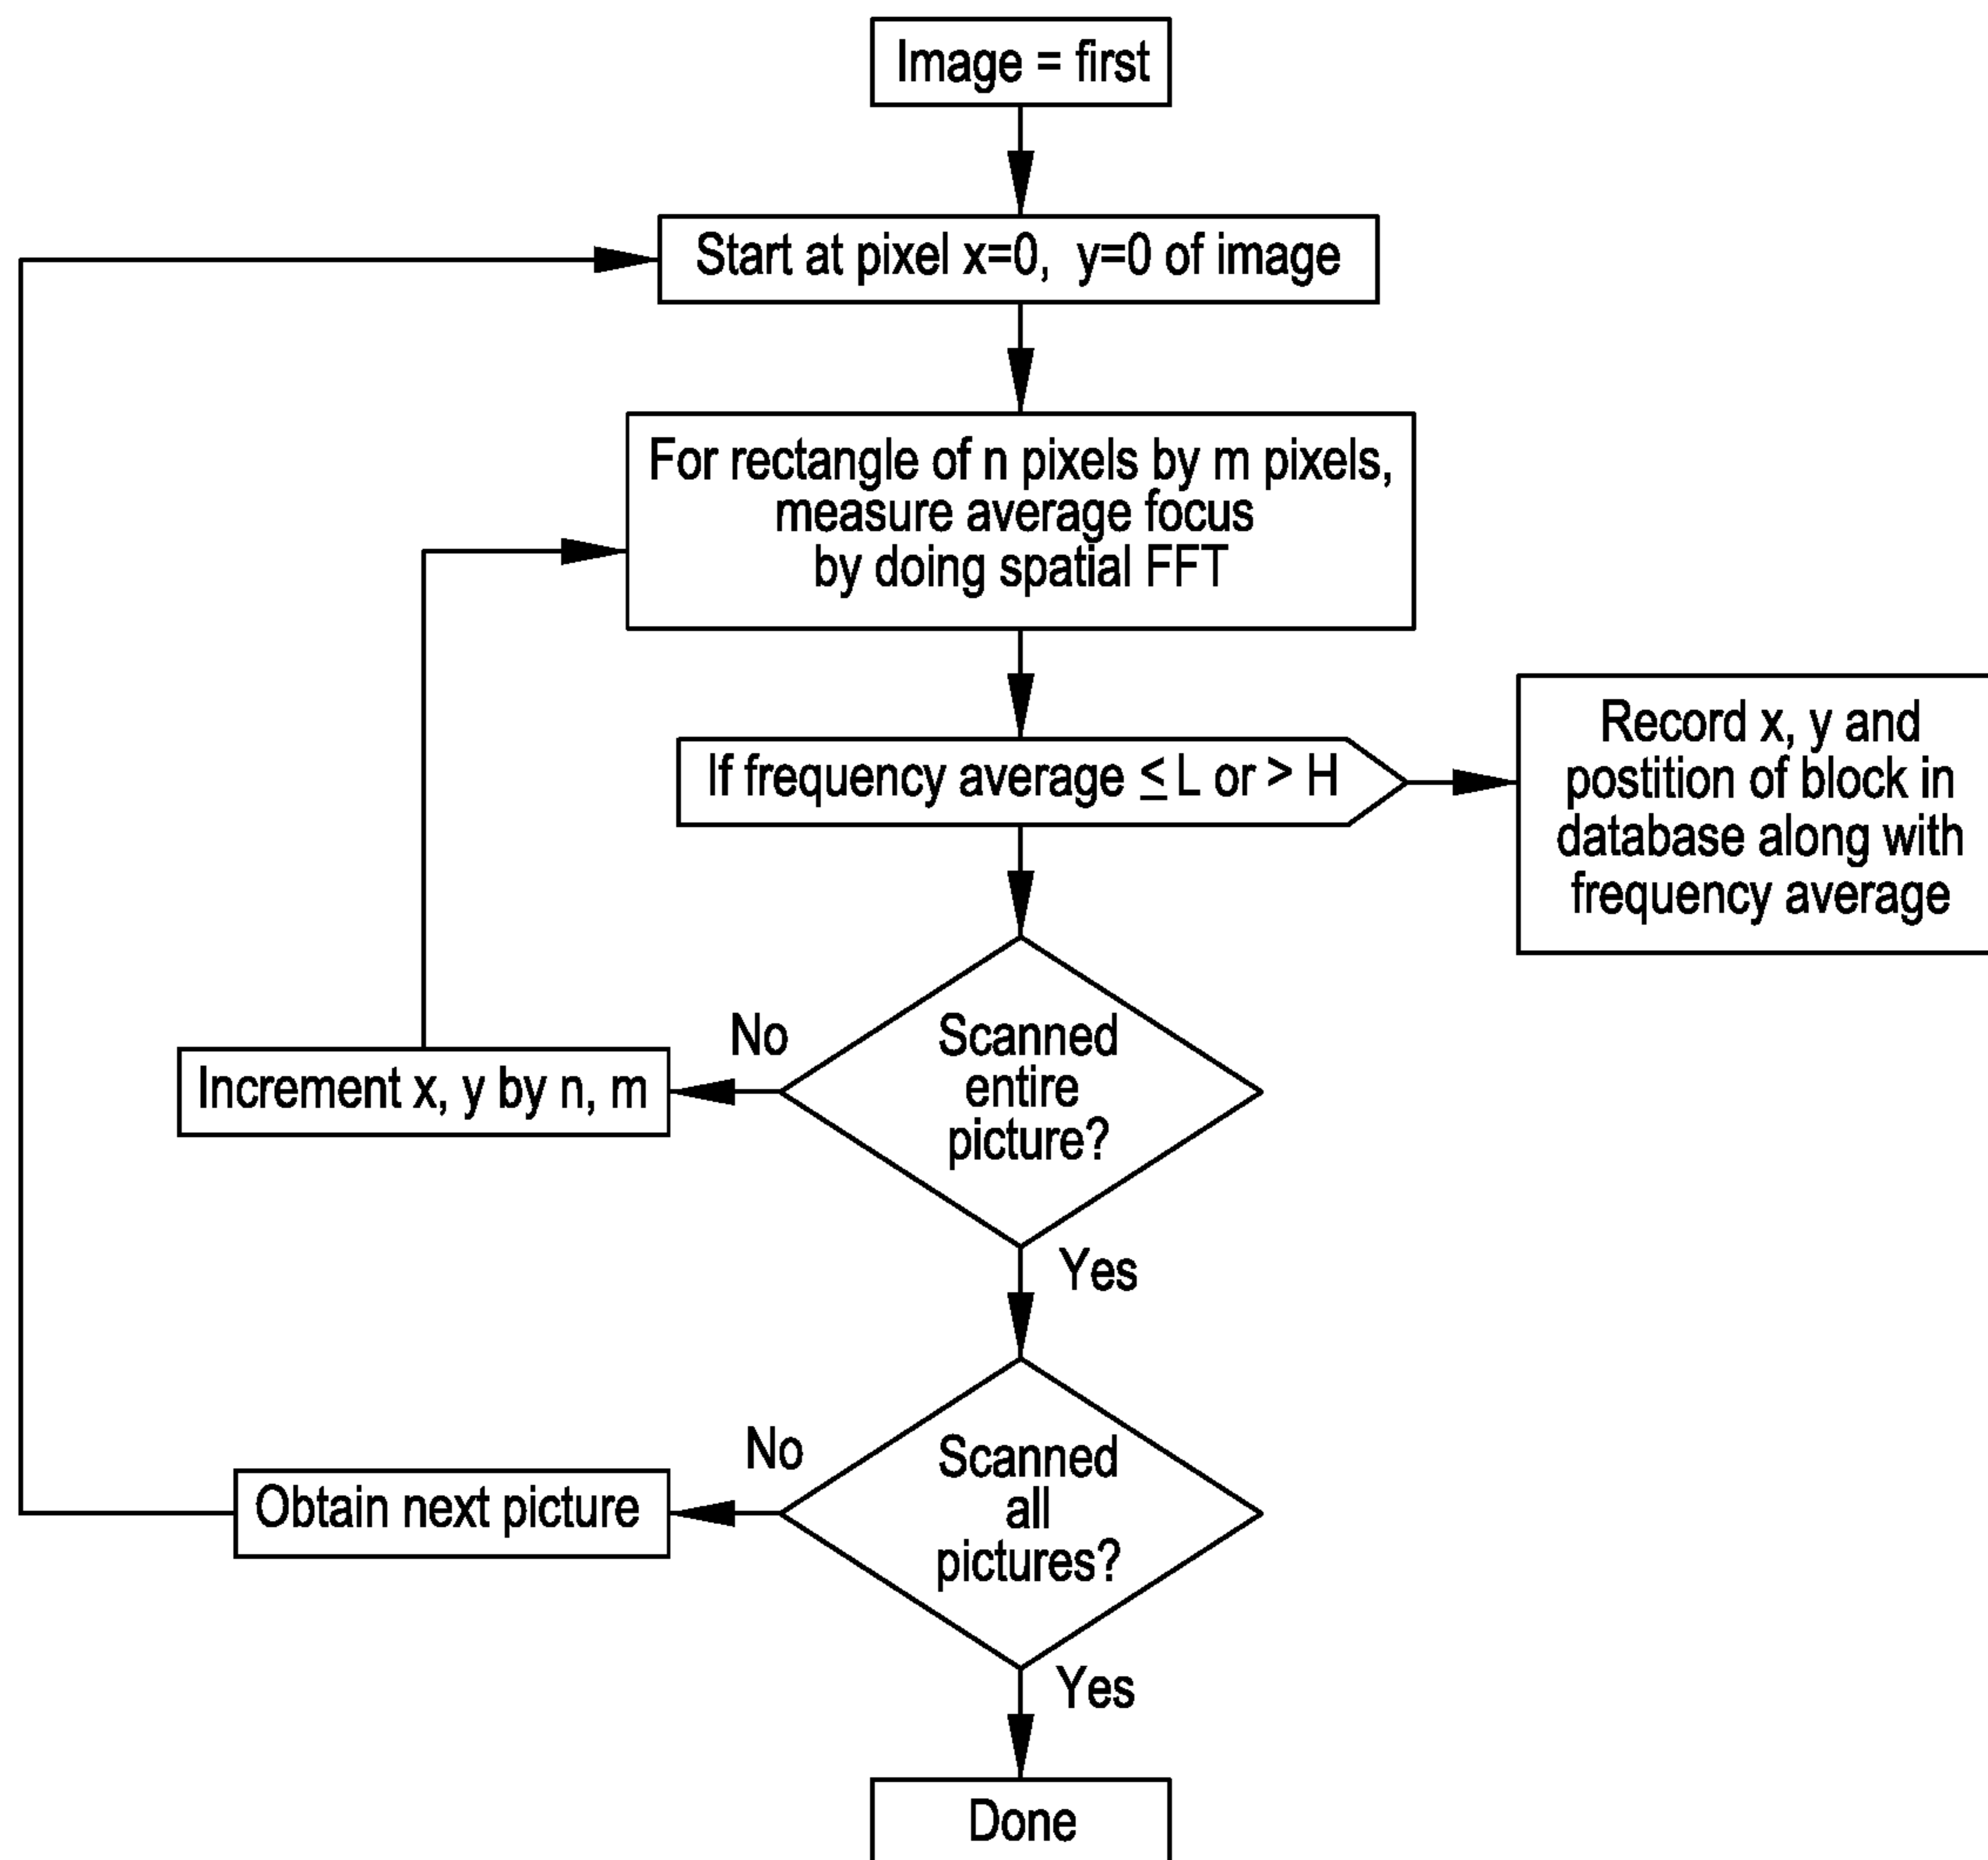 Image = first
Start at pixel x=0, y=0 of image
For rectangle of n pixels by m pixels,
measure average focus
by doing spatial FFT
If frequency average ≤ L or > H
Record x, y and
postition of block in
database along with
frequency average
Scanned
entire
picture?
No
Increment x, y by n, m
Yes
Scanned
all
pictures?
No
Obtain next picture
Yes
Done